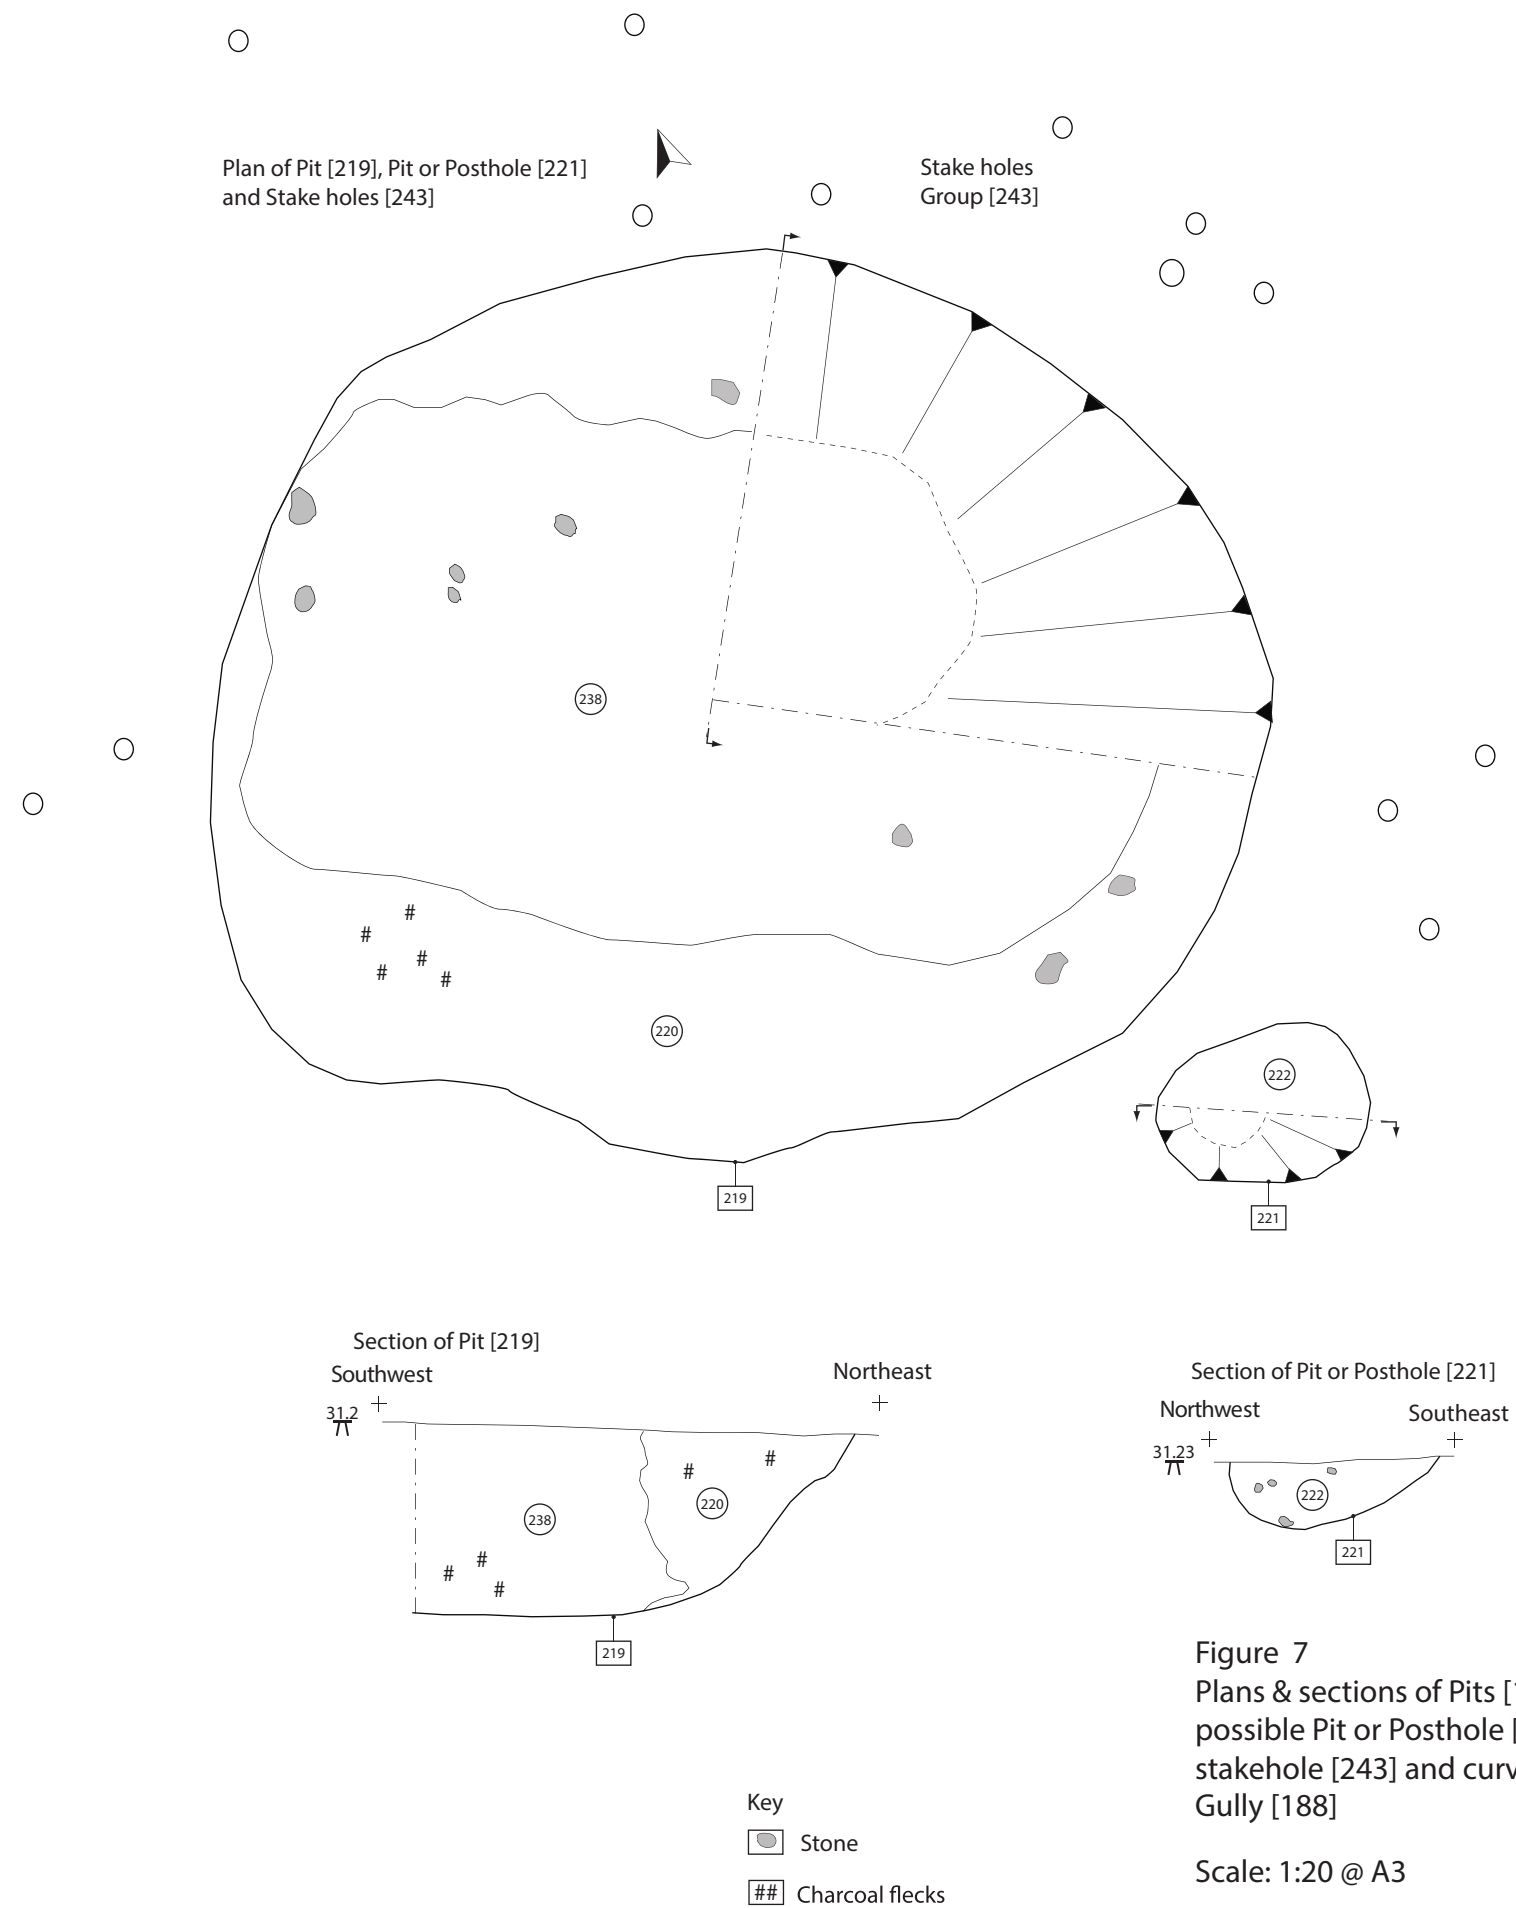 Plan of Pit [219], Pit or Posthole [221]
and Stake holes [243]
Stake holes
Group [243]
238
220
222
219
221
Section of Pit [219]
Southwest
Northeast
31.2
238
220
219
Section of Pit or Posthole [221]
Northwest
Southeast
31.23
222
221
Figure 7
Plans & sections of Pits [
possible Pit or Posthole [
stakehole [243] and
Gully [188]
Scale: 1:20 @ A3
Key
Stone
## Charcoal flecks